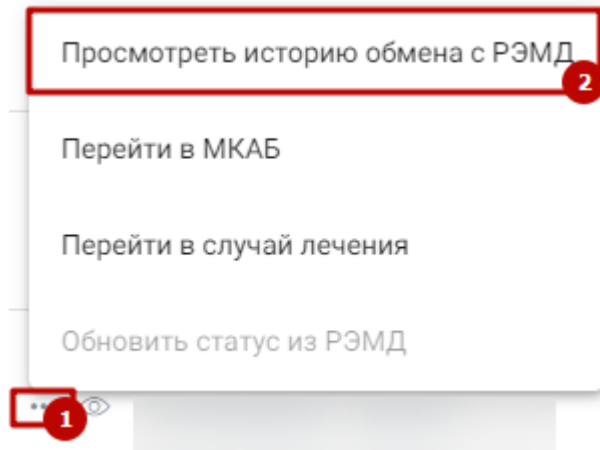 Просмотреть историю обмена с РЭМД
2
Перейти в МКАБ
Перейти в случай лечения
Обновить статус из РЭМД
1